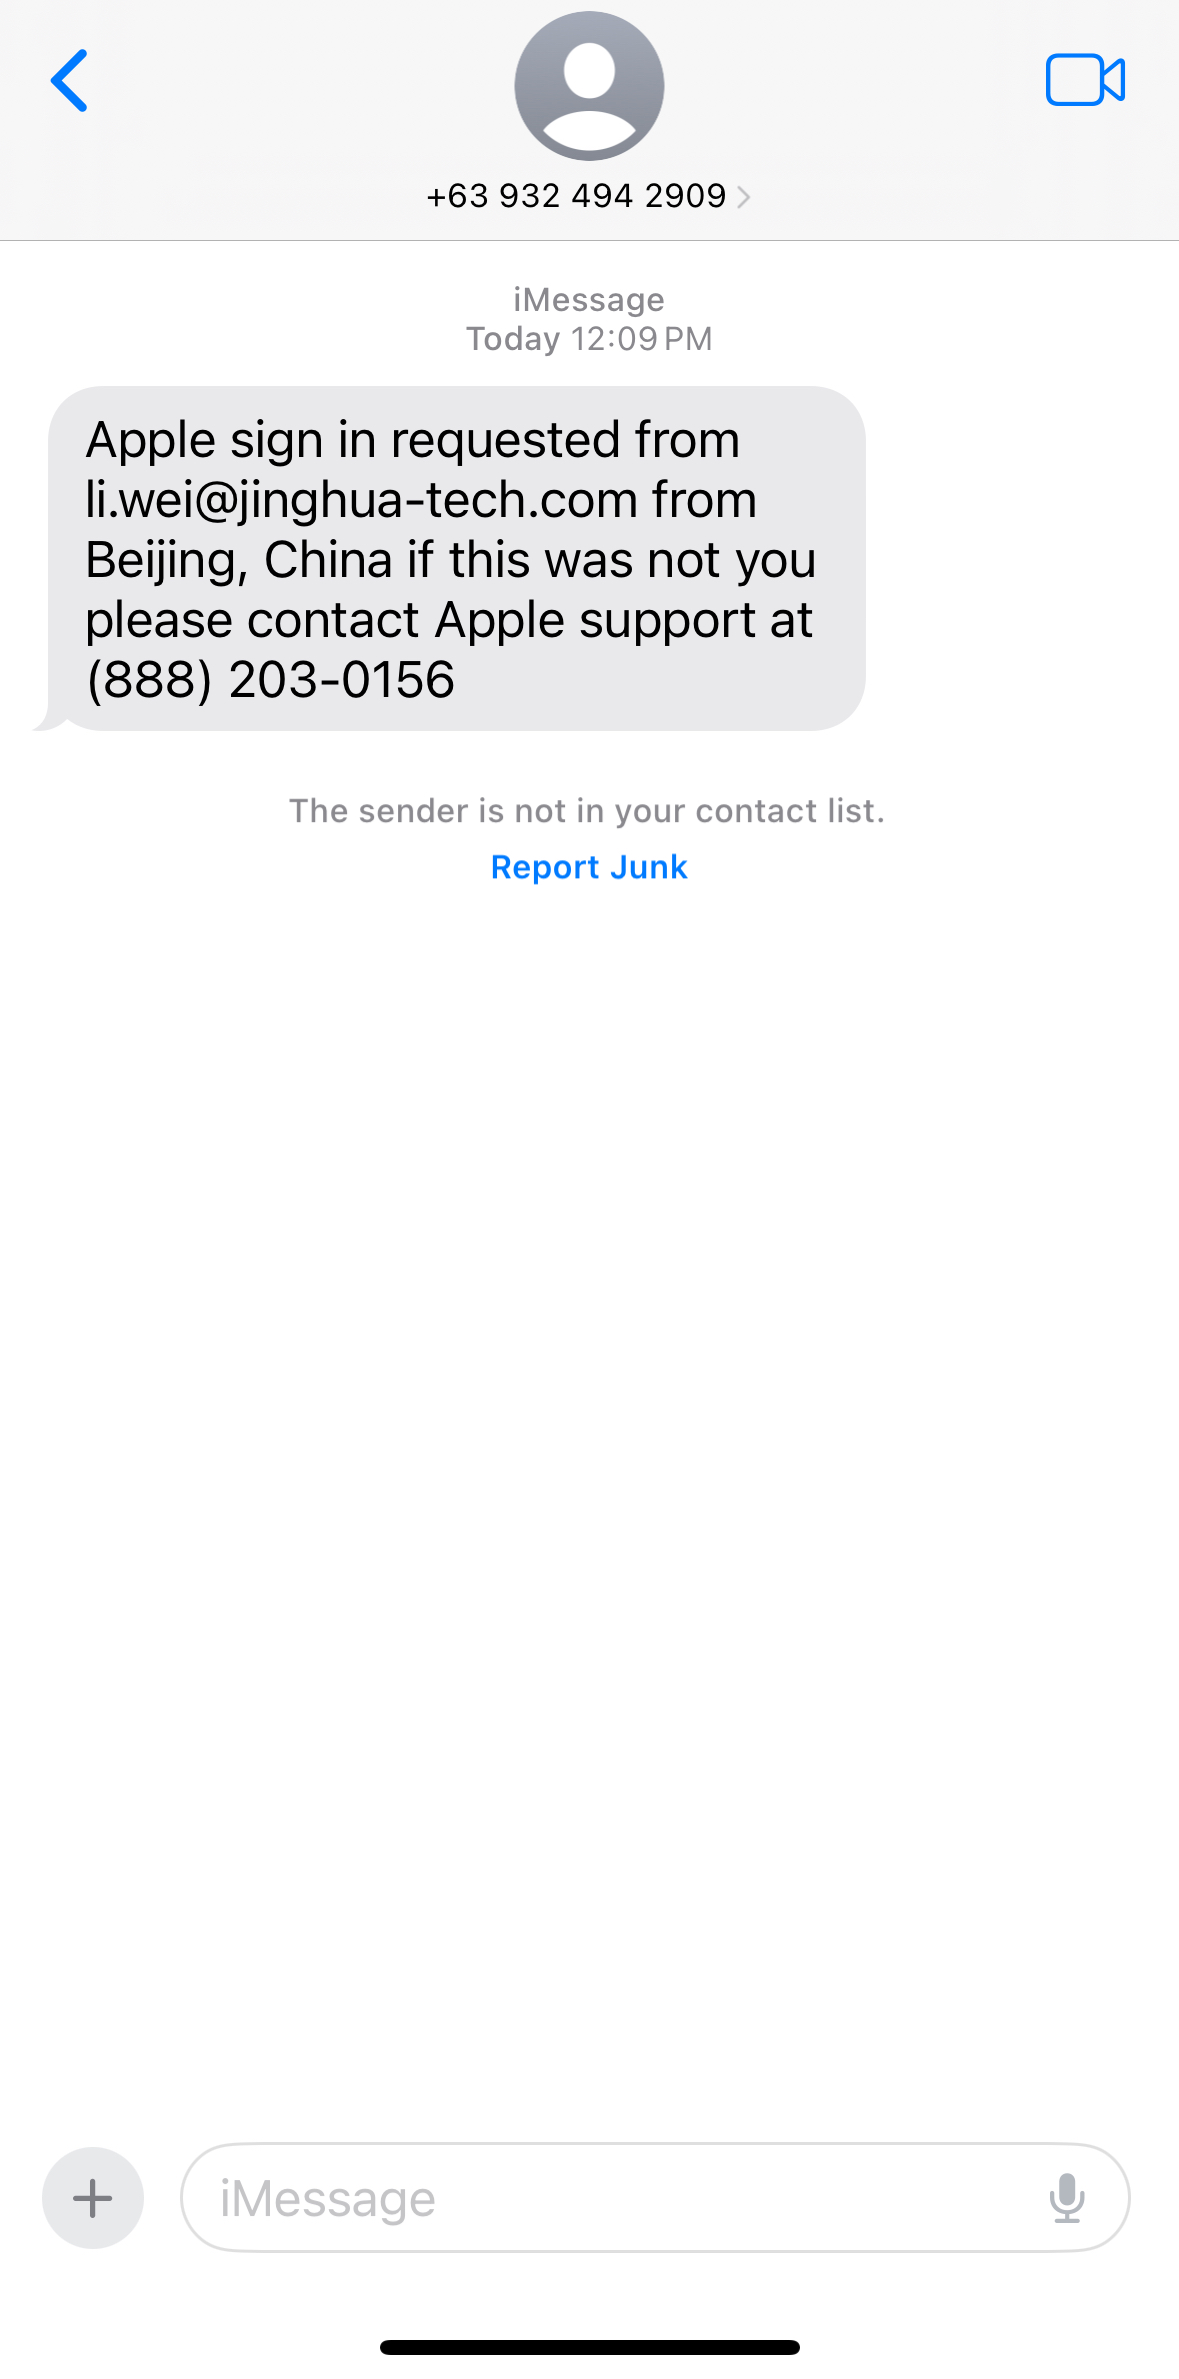 +63 932 494 2909
iMessage
Today 12:09 PM
Apple sign in requested from
li.wei@jinghua-tech.com from
Beijing, China if this was not you
please contact Apple support at
(888) 203-0156
The sender is not in your contact list.
Report Junk
iMessage